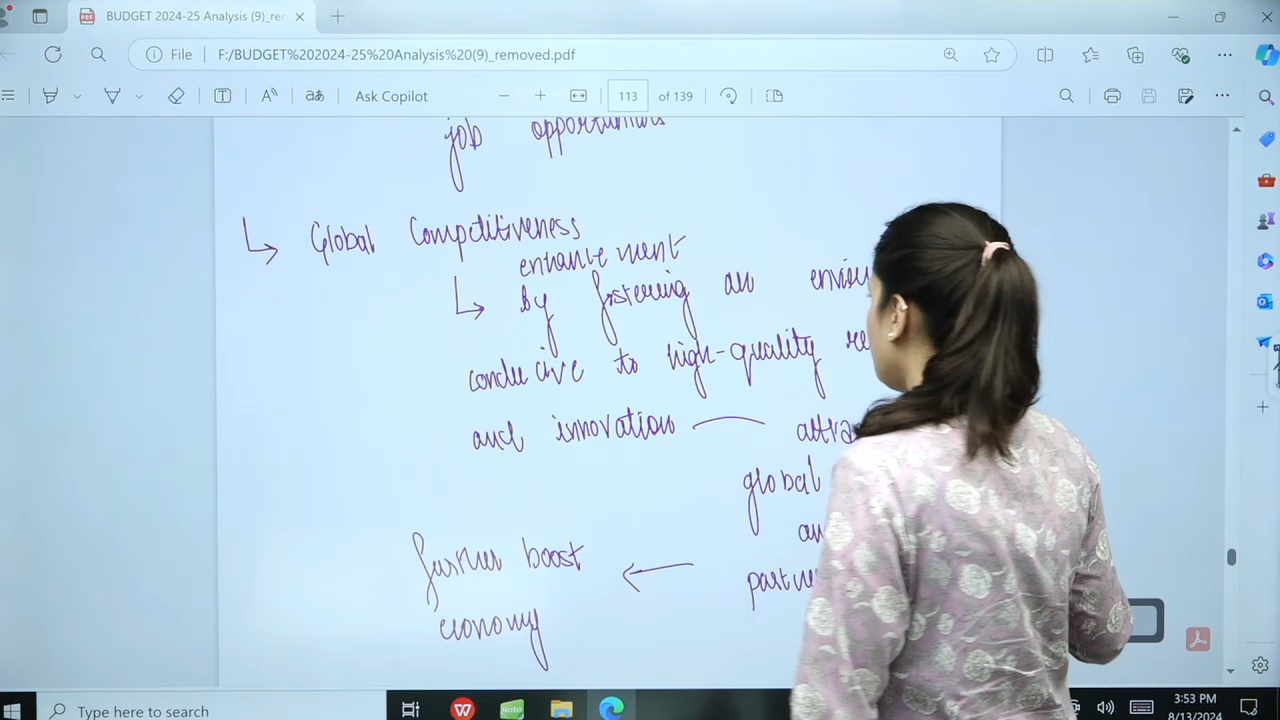 BUDGET 2024-25 Analysis (9)_rem
File F:/BUDGET%202024-25%20Analysis%20(9)_removed.pdf
Ask Copilot 113 of 139
job
Global Competitiveness
enhancement
by fostering an
conducive to high-quality
and innovation
global
further boost
economy
Type here to search
Note
3:53 PM
8/13/2024